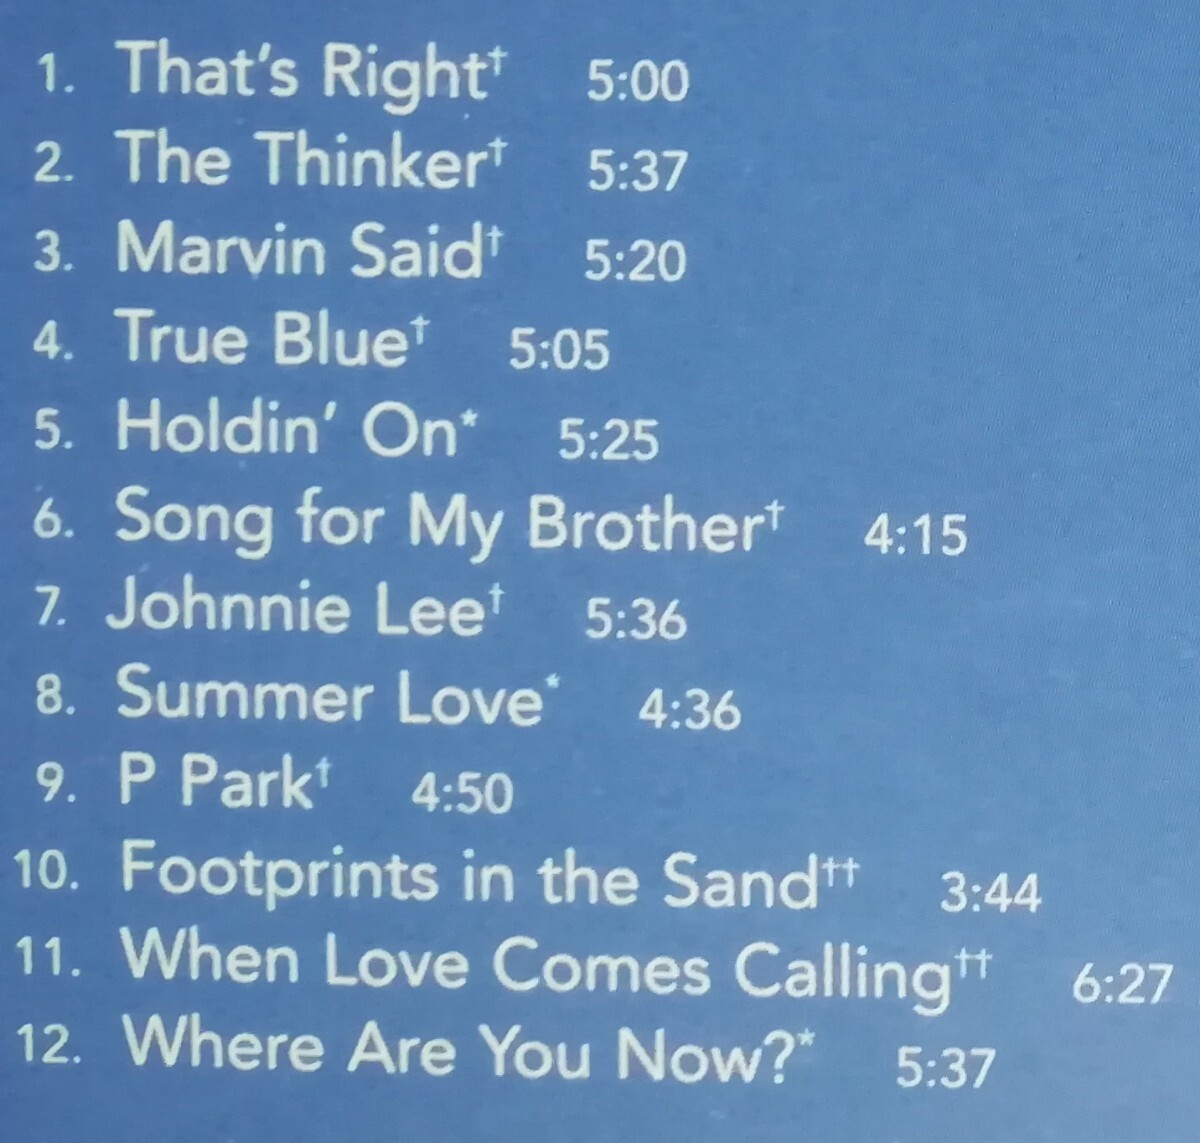 1. That's Right† 5:00
2. The Thinker† 5:37
3. Marvin Said† 5:20
4. True Blue† 5:05
5. Holdin' On* 5:25
6. Song for My Brother† 4:15
7. Johnnie Lee† 5:36
8. Summer Love* 4:36
9. P Park† 4:50
10. Footprints in the Sand†† 3:44
11. When Love Comes Calling†† 6:27
12. Where Are You Now?* 5:37